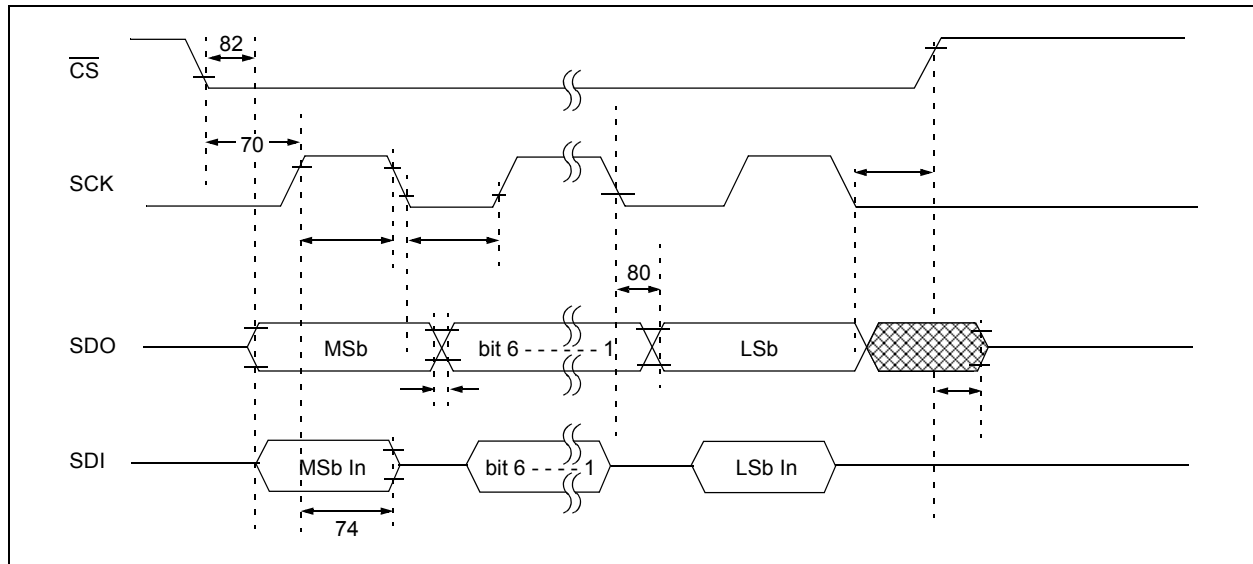 82
CS
70
SCK
80
SDO
MSb
bit 6 - - - - - - 1
LSb
SDI
MSb In
bit 6 - - - - - 1
LSb In
74